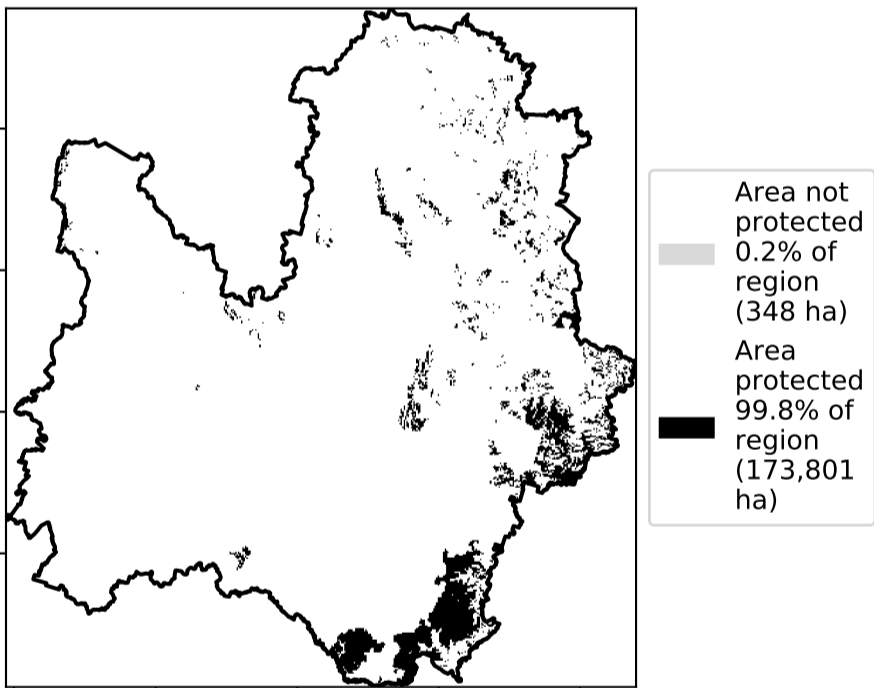 Area not
protected
0.2% of
region
(348 ha)
Area
protected
99.8% of
region
(173,801
ha)